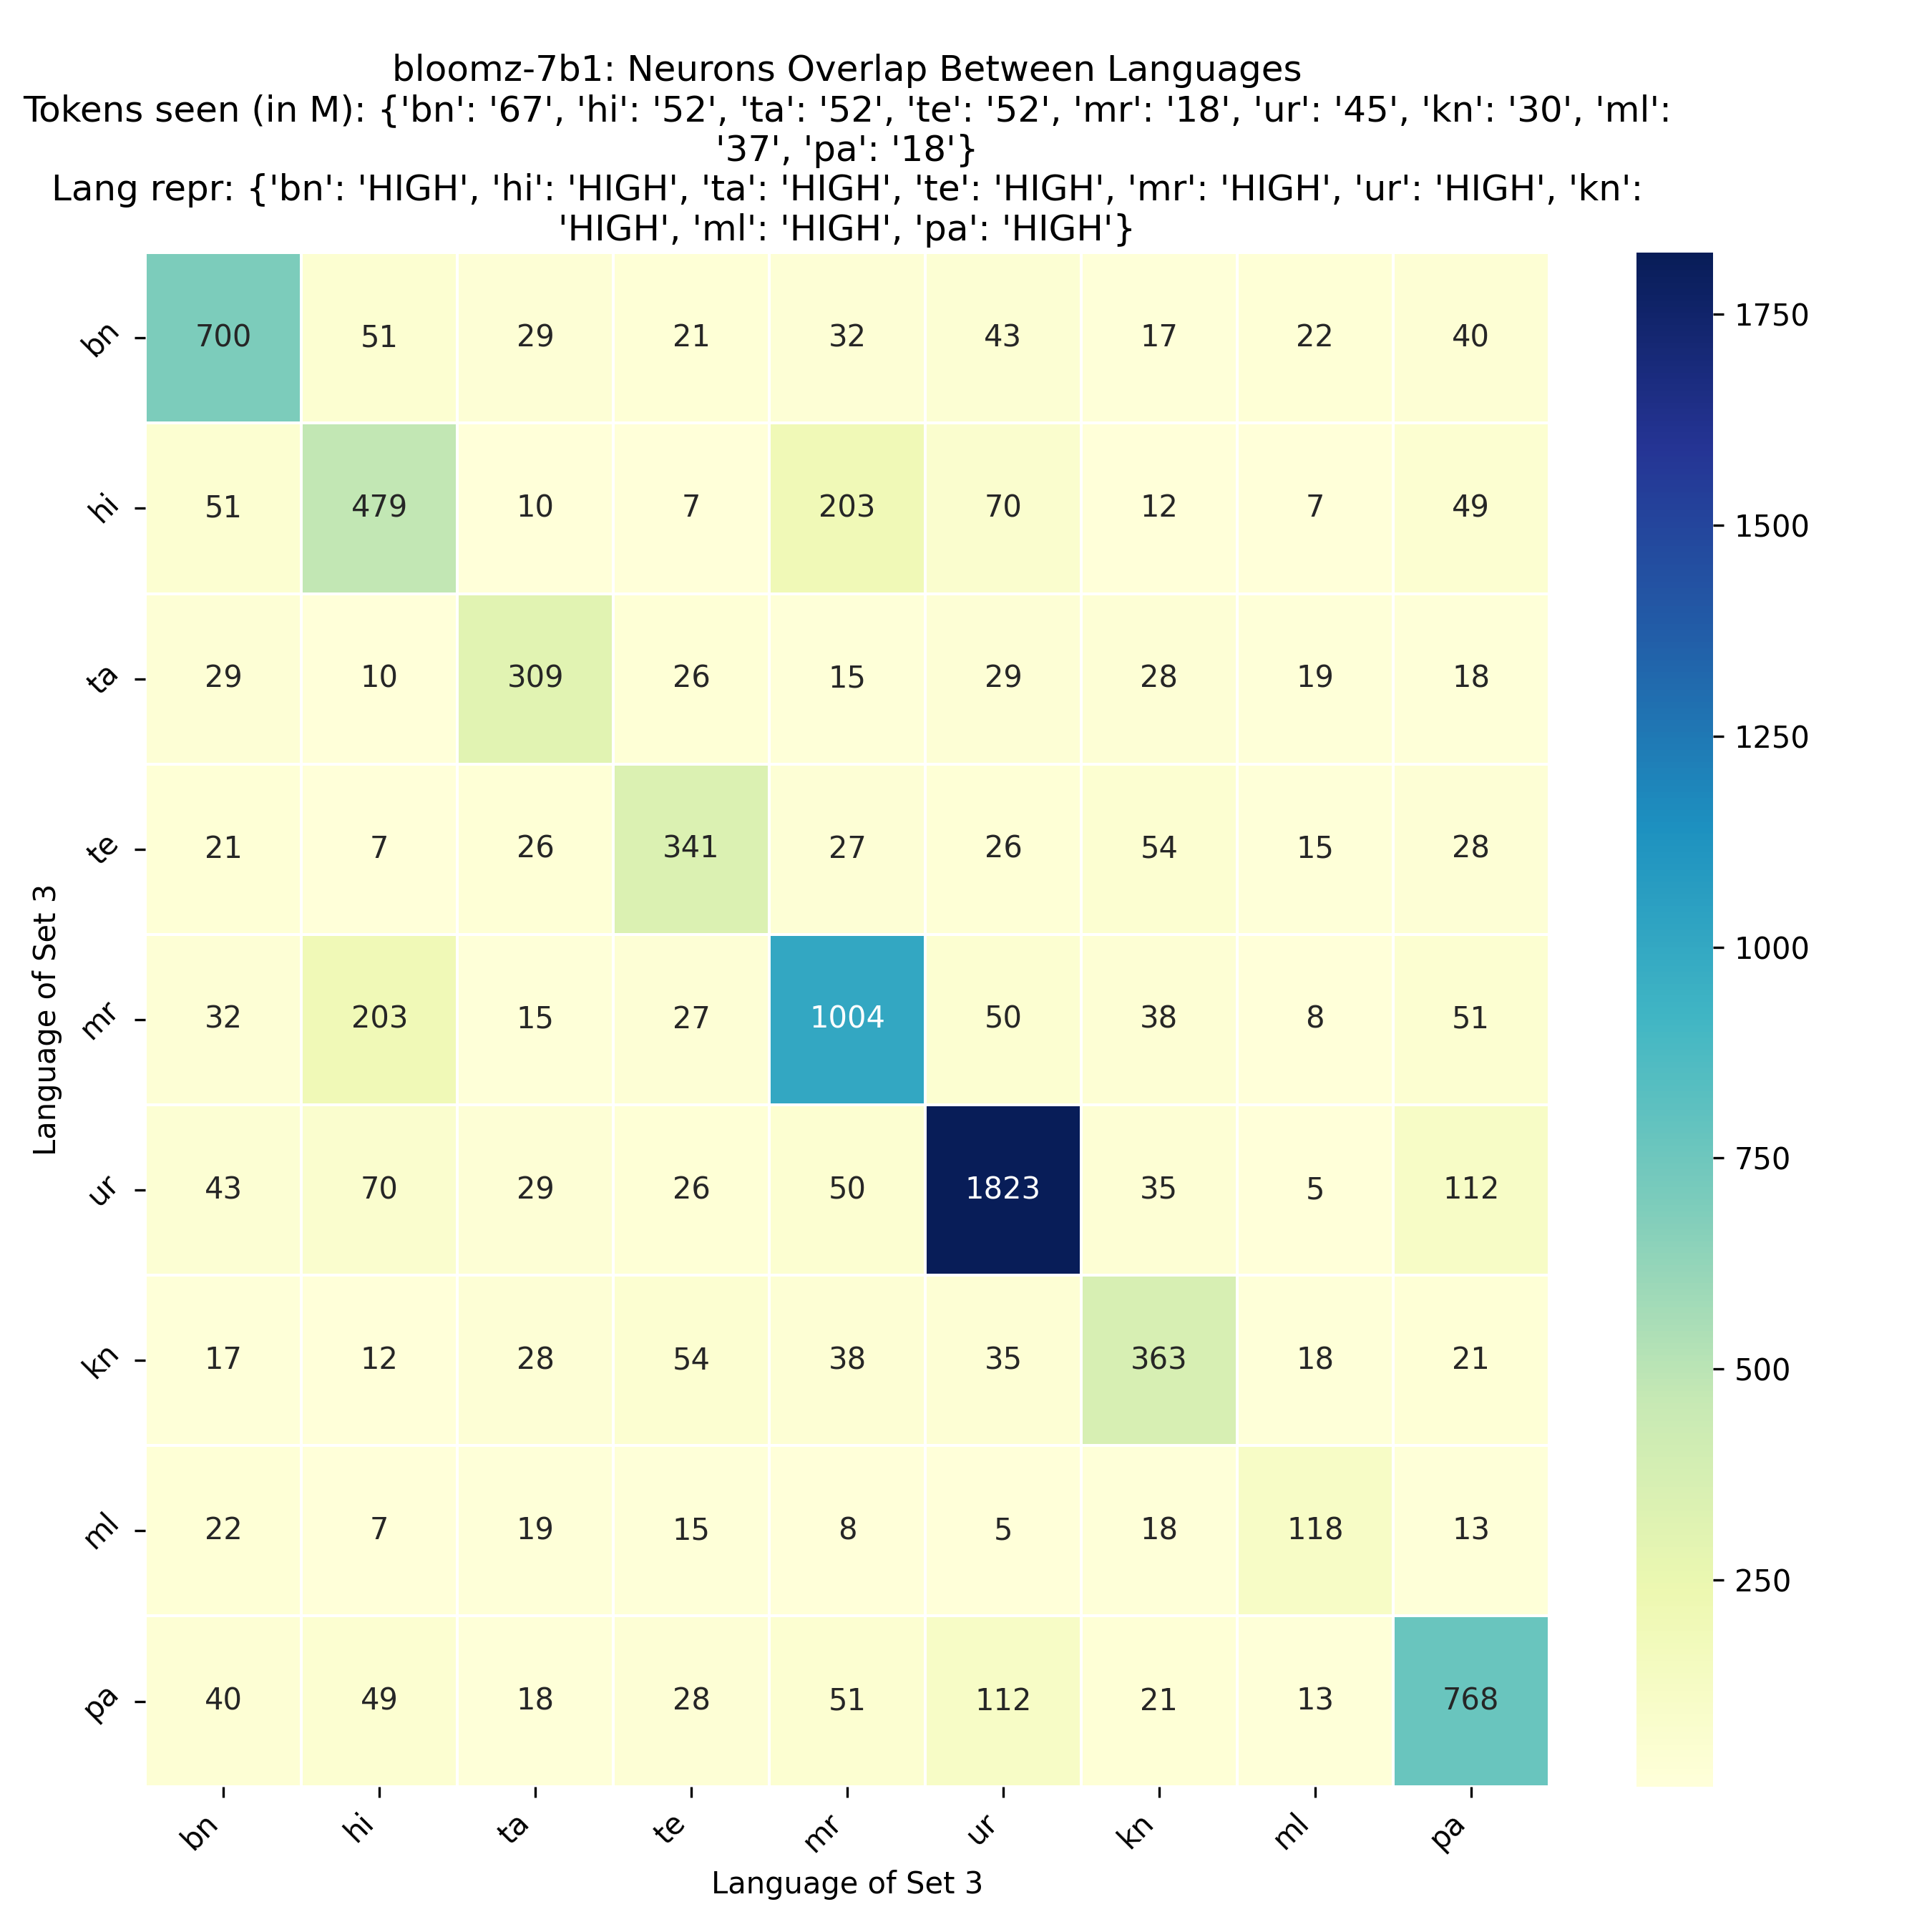 bloomz-7b1: Neurons Overlap Between Languages
Tokens seen (in M): {'bn': '67', 'hi': '52', 'ta': '52', 'te': '52', 'mr': '18', 'ur': '45', 'kn': '30', 'ml':
'37', 'pa': '18'}
Lang repr: {'bn': 'HIGH', 'hi': 'HIGH', 'ta': 'HIGH', 'te': 'HIGH', 'mr': 'HIGH', 'ur': 'HIGH', 'kn':
'HIGH', 'ml': 'HIGH', 'pa': 'HIGH'}
Language of Set 3
bn 700 51 29 21 32 43 17 22 40
hi 51 479 10 7 203 70 12 7 49
ta 29 10 309 26 15 29 28 19 18
te 21 7 26 341 27 26 54 15 28
mr 32 203 15 27 1004 50 38 8 51
ur 43 70 29 26 50 1823 35 5 112
kn 17 12 28 54 38 35 363 18 21
ml 22 7 19 15 8 5 18 118 13
pa 40 49 18 28 51 112 21 13 768
bn hi ta te mr ur kn ml pa
Language of Set 3
1750
1500
1250
1000
750
500
250